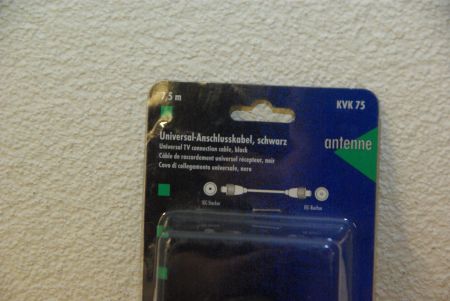 7,5 m
KVK 75
Universal-Anschlusskabel, schwarz
Universal TV connection cable, black
Câble de raccordement universel récepteur, noir
Cavo di collegamento universale, nero
antenne
IEC-Stecker
IEC-Buchse